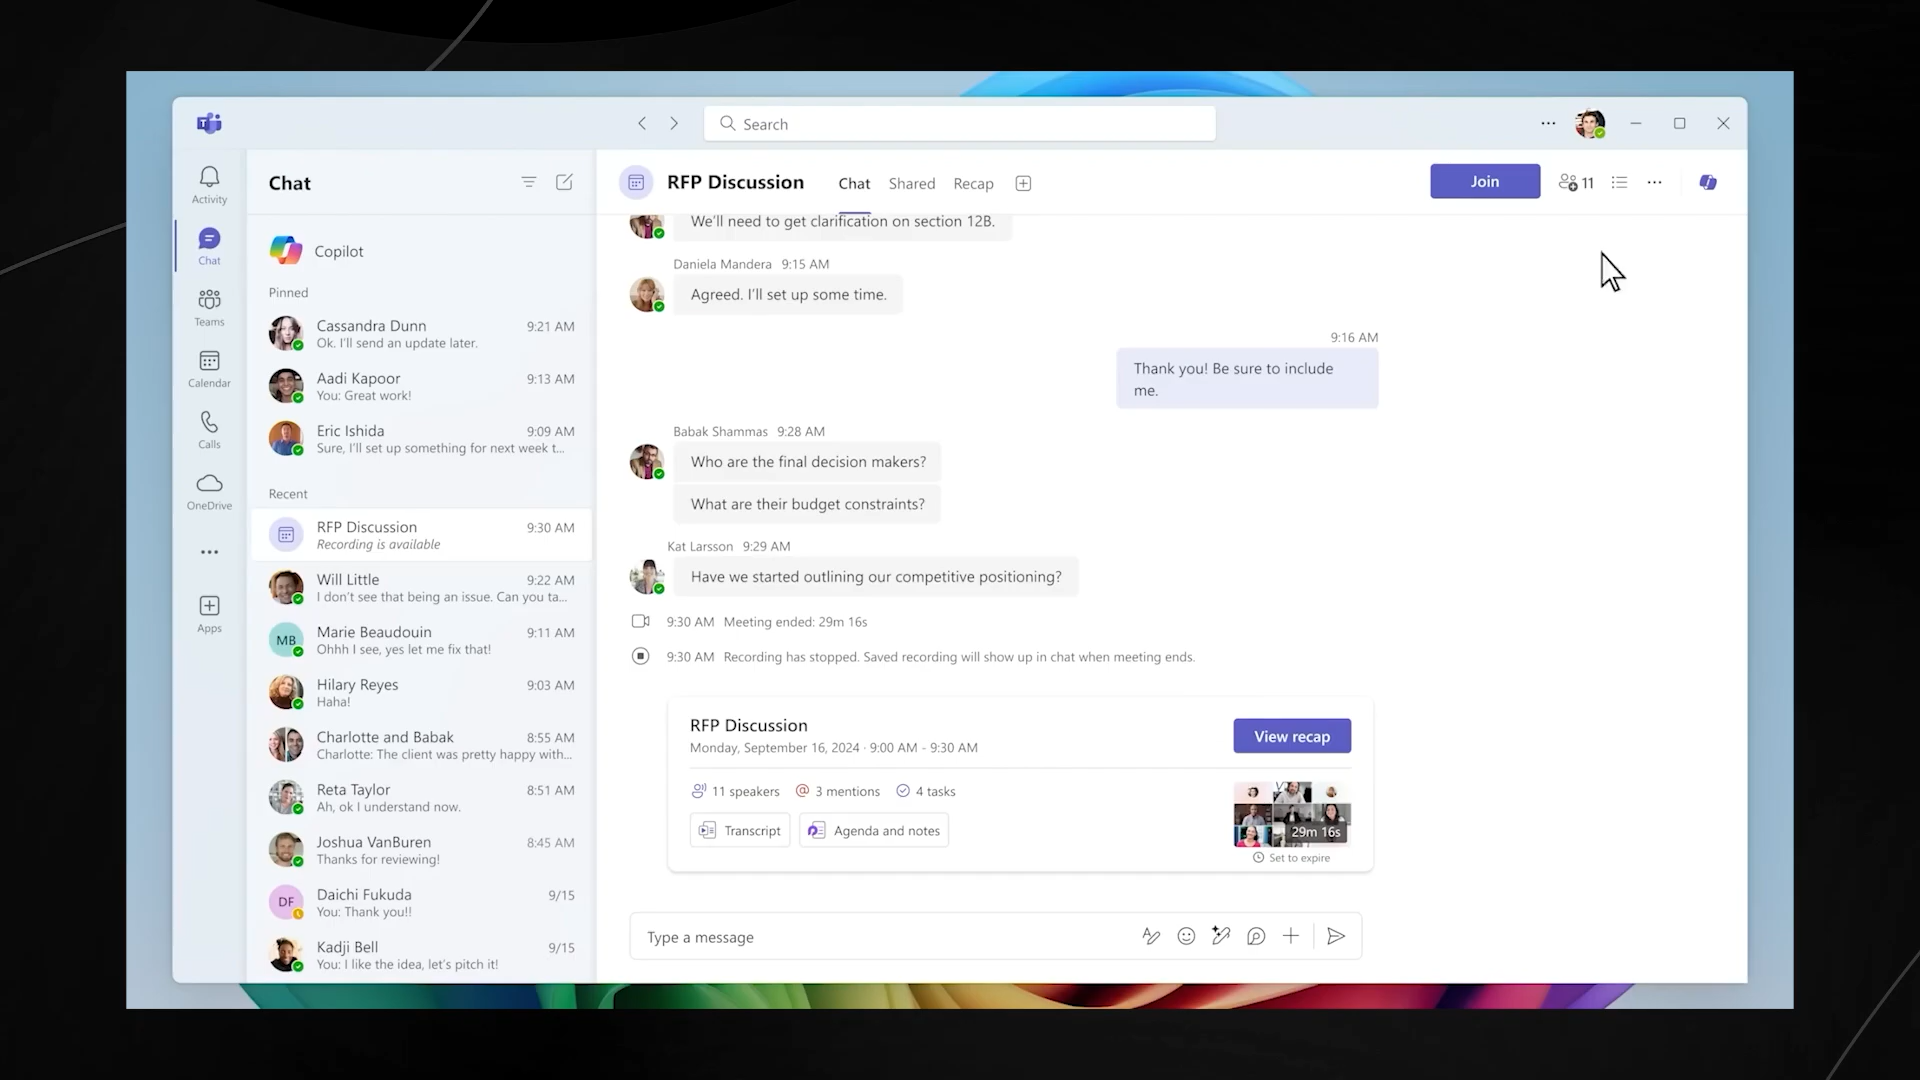 Search
Activity
Chat
Teams
Calendar
Calls
OneDrive
Apps
Chat
Copilot
Pinned
Cassandra Dunn 9:21 AM
Ok. I'll send an update later.
Aadi Kapoor 9:13 AM
You: Great work!
Eric Ishida 9:09 AM
Sure, I'll set up something for next week t...
Recent
RFP Discussion 9:30 AM
Recording is available
Will Little 9:22 AM
I don't see that being an issue. Can you ta...
MB
Marie Beaudouin 9:11 AM
Ohhh I see, yes let me fix that!
Hilary Reyes 9:03 AM
Haha!
Charlotte and Babak 8:55 AM
Charlotte: The client was pretty happy with...
Reta Taylor 8:51 AM
Ah, ok I understand now.
Joshua VanBuren 8:45 AM
Thanks for reviewing!
DF
Daichi Fukuda 9/15
You: Thank you!!
Kadji Bell 9/15
You: I like the idea, let's pitch it!
RFP Discussion Chat Shared Recap
Join 11
We'll need to get clarification on section 12B.
Daniela Mandera 9:15 AM
Agreed. I'll set up some time.
9:16 AM
Thank you! Be sure to include
me.
Babak Shammas 9:28 AM
Who are the final decision makers?
What are their budget constraints?
Kat Larsson 9:29 AM
Have we started outlining our competitive positioning?
9:30 AM Meeting ended: 29m 16s
9:30 AM Recording has stopped. Saved recording will show up in chat when meeting ends.
RFP Discussion
Monday, September 16, 2024 · 9:00 AM - 9:30 AM
View recap
11 speakers 3 mentions 4 tasks
Transcript Agenda and notes
29m 16s
Set to expire
Type a message